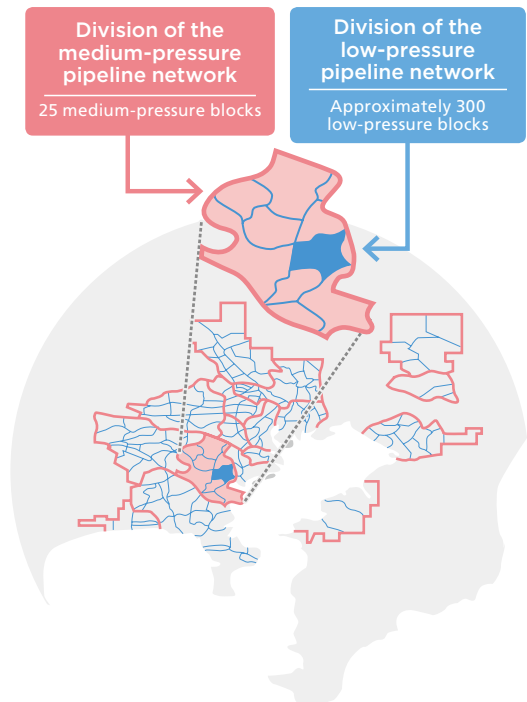 Division of the
medium-pressure
pipeline network
25 medium-pressure blocks
Division of the
low-pressure
pipeline network
Approximately 300
low-pressure blocks